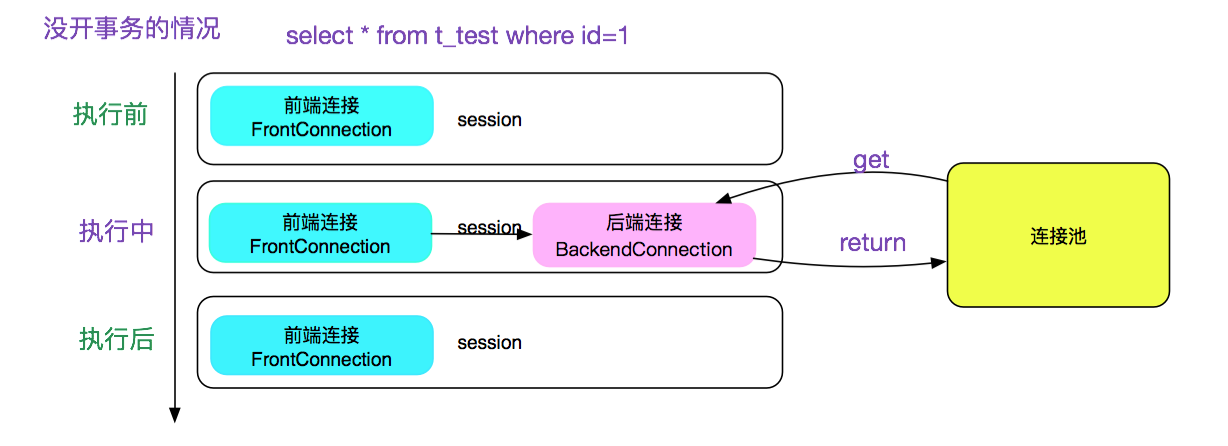 没开事务的情况
select * from t_test where id=1
执行前
前端连接
FrontConnection
session
get
执行中
前端连接
FrontConnection
session
后端连接
BackendConnection
return
连接池
执行后
前端连接
FrontConnection
session